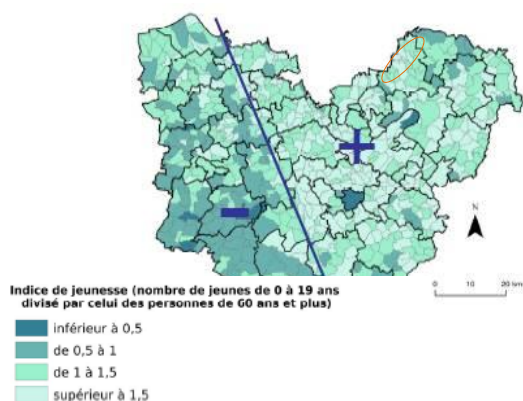 N
0 10 20 km
Indice de jeunesse (nombre de jeunes de 0 à 19 ans
divisé par celui des personnes de 60 ans et plus)
inférieur à 0,5
de 0,5 à 1
de 1 à 1,5
supérieur à 1,5